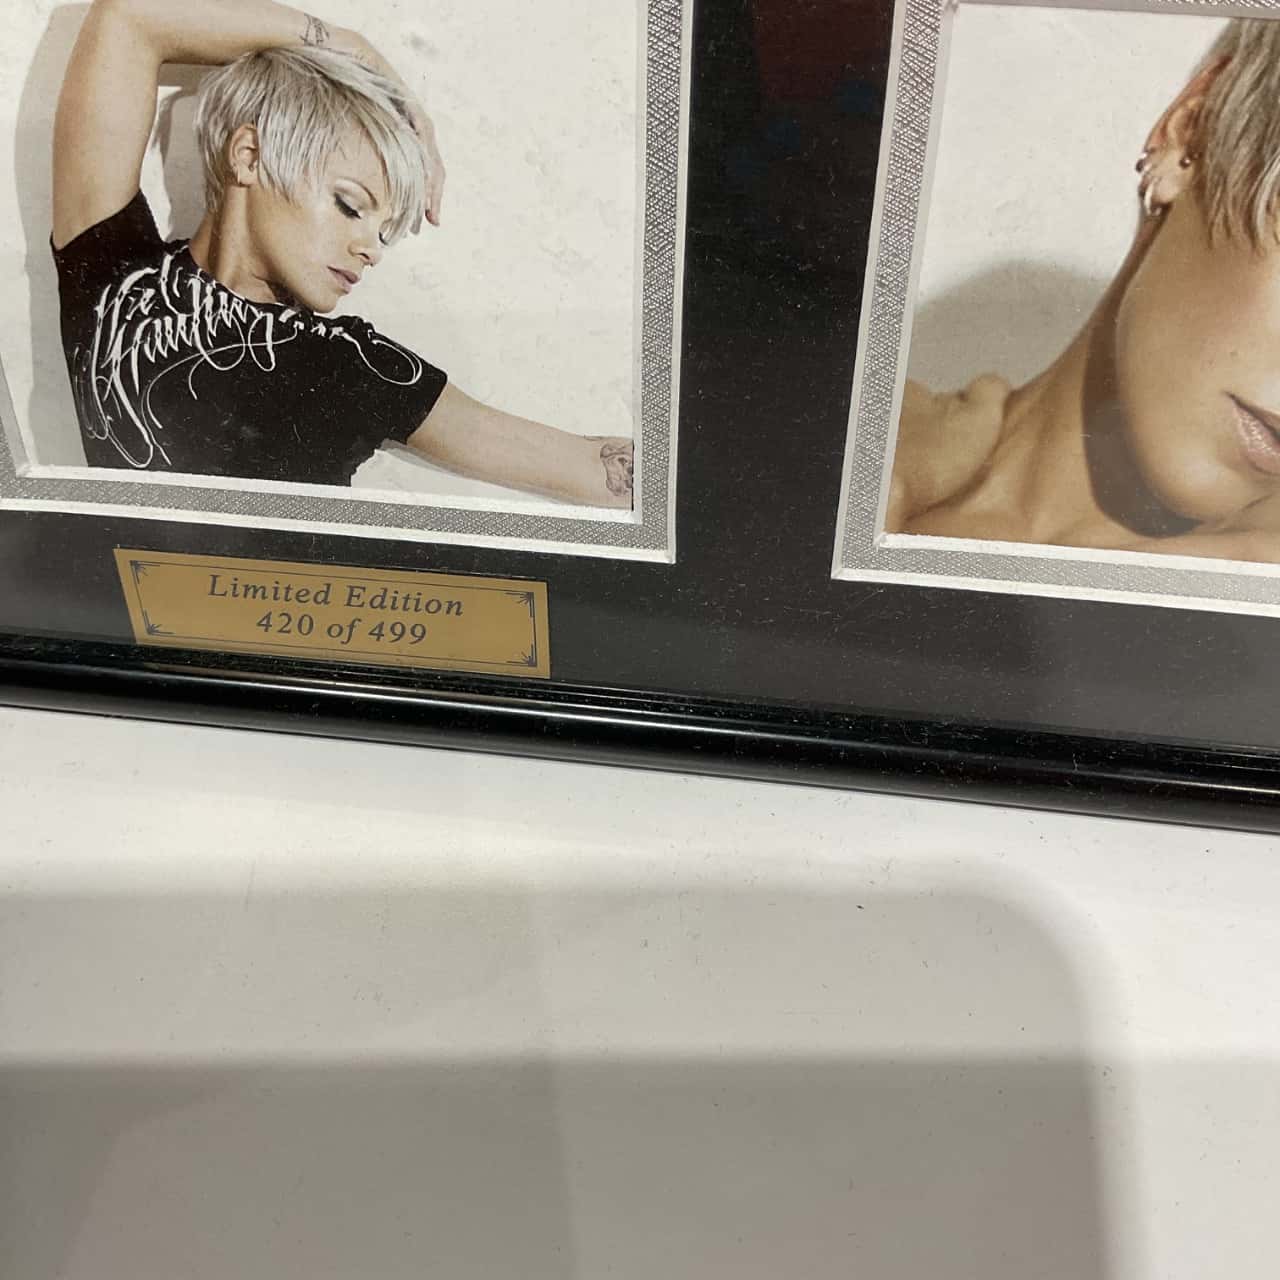 Limited Edition
420 of 499